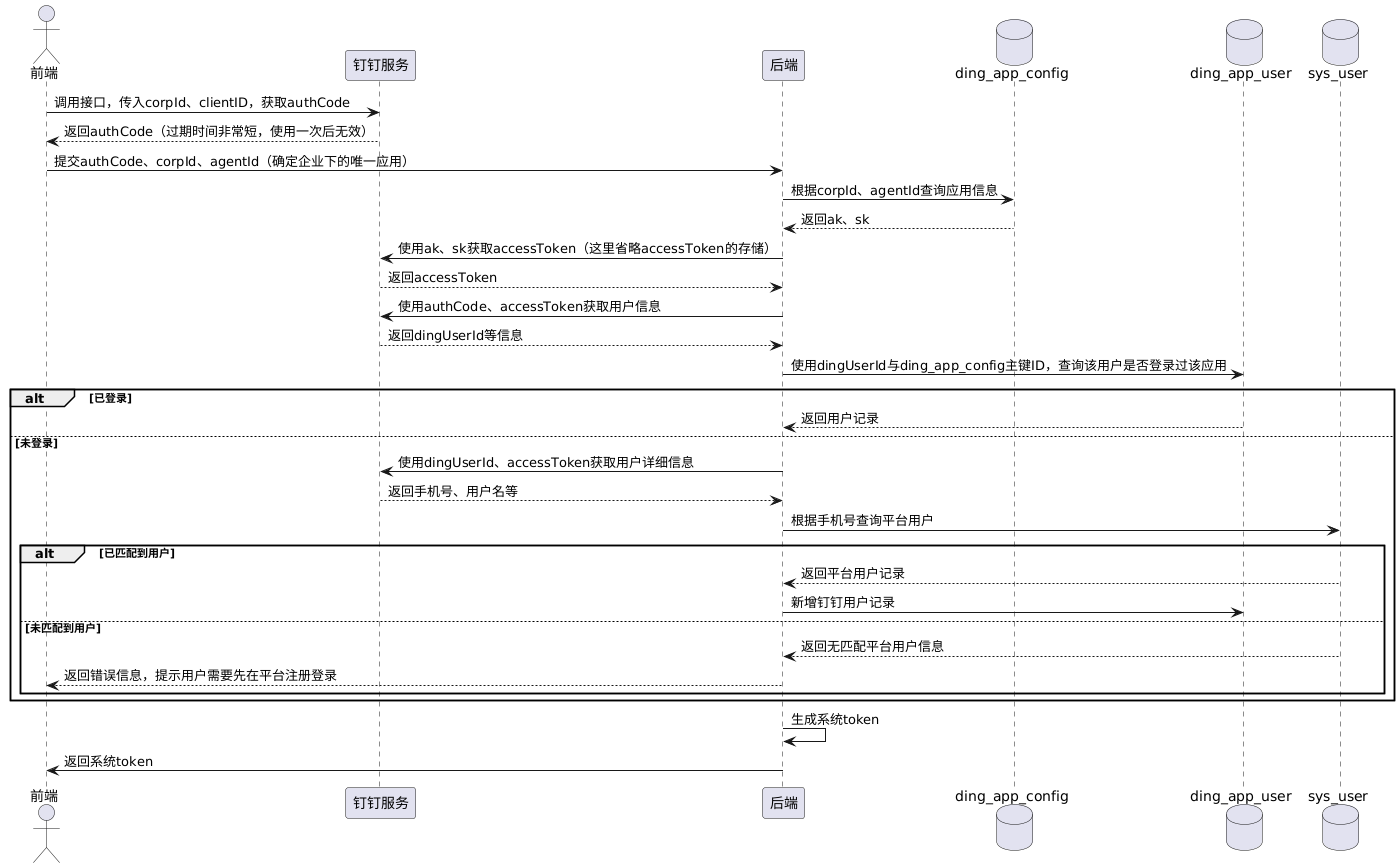 前端
钉钉服务
后端
ding_app_config
ding_app_user
sys_user
调用接口，传入corpId、clientID，获取authCode
返回authCode（过期时间非常短，使用一次后无效）
提交authCode、corpId、agentId（确定企业下的唯一应用）
根据corpId、agentId查询应用信息
返回ak、sk
使用ak、sk获取accessToken（这里省略accessToken的存储）
返回accessToken
使用authCode、accessToken获取用户信息
返回dingUserId等信息
使用dingUserId与ding_app_config主键ID，查询该用户是否登录过该应用
alt [已登录]
返回用户记录
[未登录]
使用dingUserId、accessToken获取用户详细信息
返回手机号、用户名等
根据手机号查询平台用户
alt [已匹配到用户]
返回平台用户记录
新增钉钉用户记录
[未匹配到用户]
返回无匹配平台用户信息
返回错误信息，提示用户需要先在平台注册登录
生成系统token
返回系统token
前端
钉钉服务
后端
ding_app_config
ding_app_user
sys_user